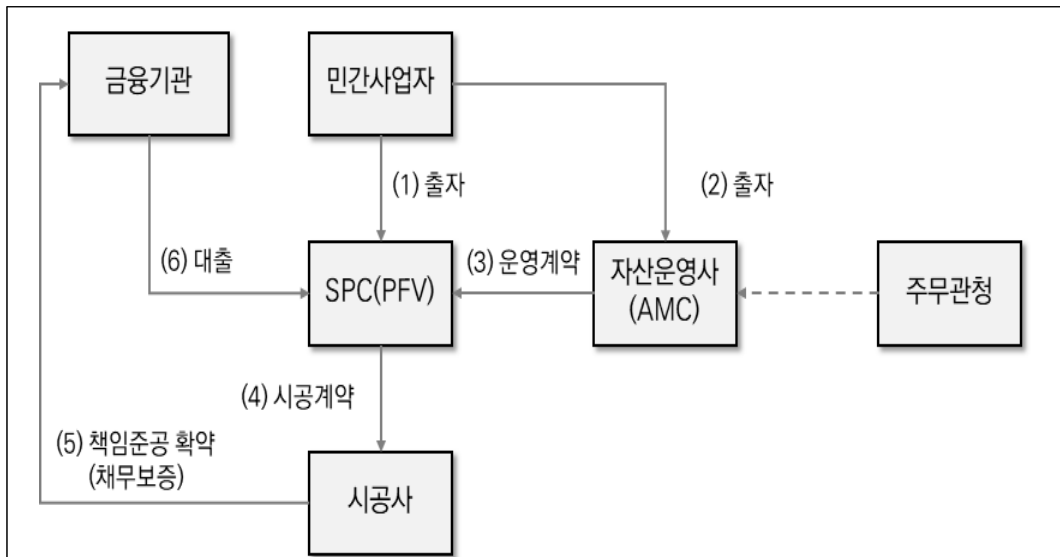 금융기관
민간사업자
(1) 출자
(2) 출자
(6) 대출
SPC(PFV)
(3) 운영계약
자산운영사
(AMC)
주무관청
(4) 시공계약
(5) 책임준공 확약
(채무보증)
시공사